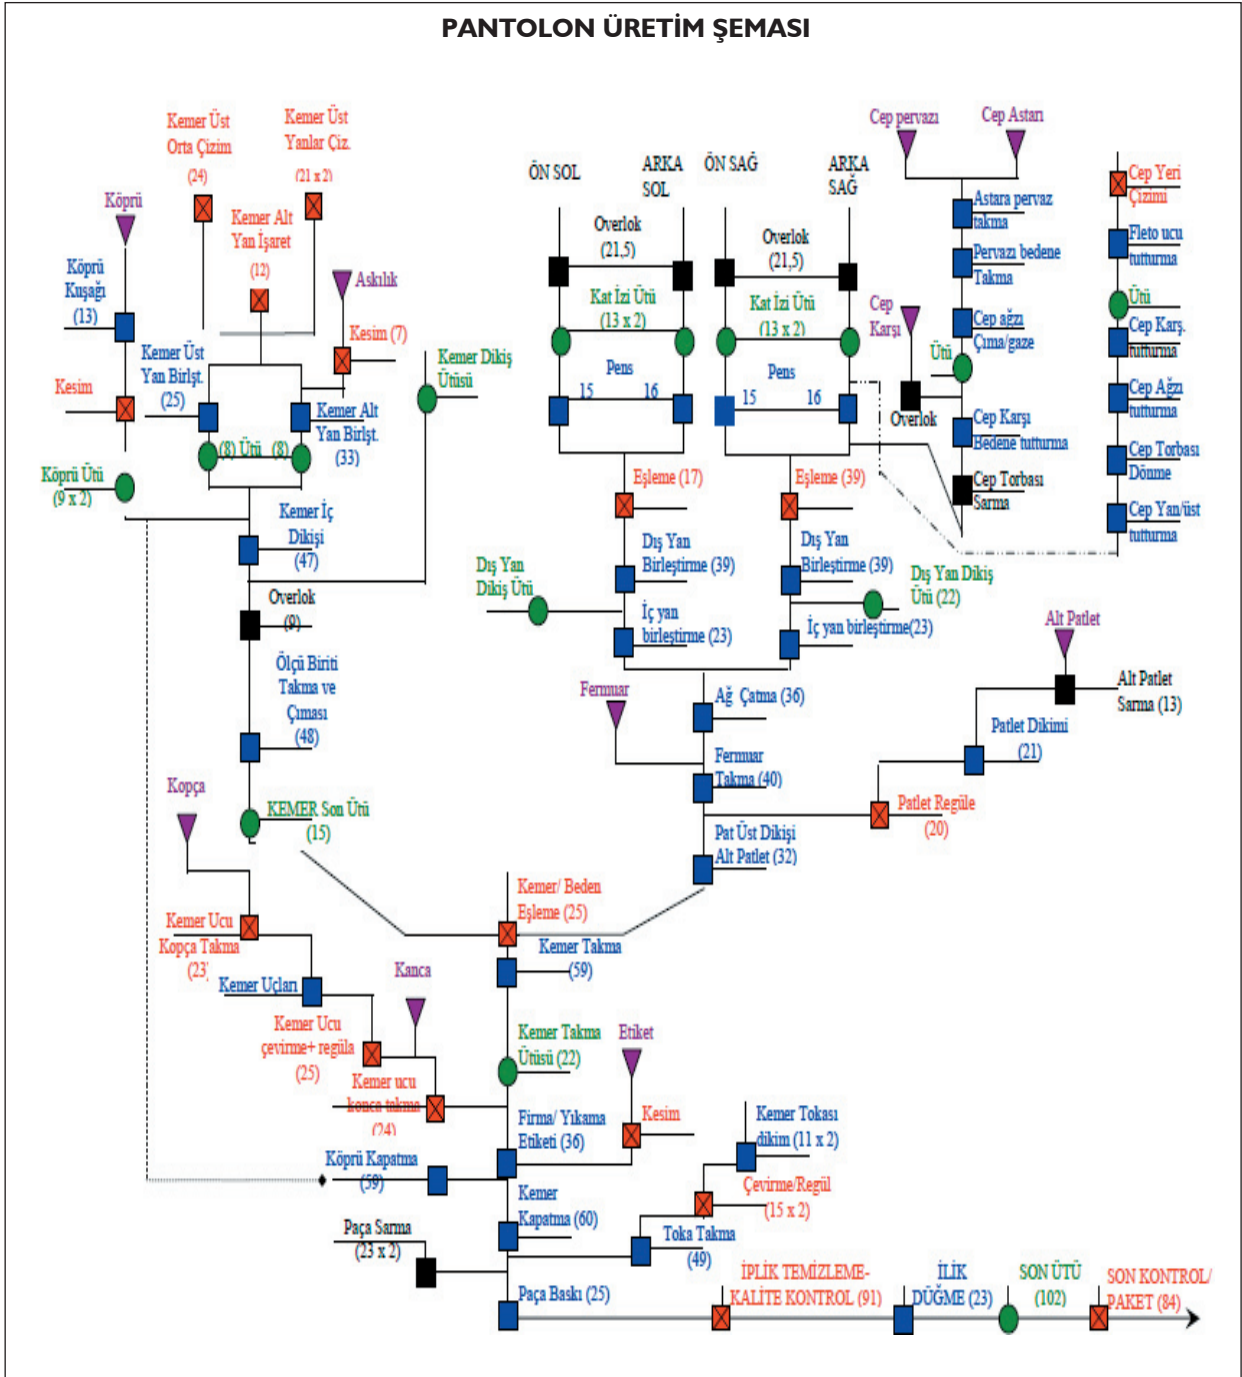 PANTOLON ÜRETİM ŞEMASI
Kemer Üst
Orta Çizim
(24)
Kemer Üst
Yanlar Çiz.
(21 x 2)
Köprü
Kemer Alt
Yan İşaret
(12)
Köprü
Kuşağı
(13)
Askılık
Kesim (7)
Kemer Üst
Yan Birlşt.
(25)
Kesim
Kemer Alt
Yan Birlşt.
(33)
(8) Ütü (8)
Kemer Dikiş
Ütüsü
Köprü Ütü
(9 x 2)
Kemer İç
Dikişi
(47)
Overlok
(9)
Ölçü Biriti
Takma ve
Çıması
(48)
KEMER Son Ütü
(15)
ÖN SOL
ARKA
SOL
ÖN SAĞ
ARKA
SAĞ
Overlok
(21,5)
Overlok
(21,5)
Kat İzi Ütü
(13 x 2)
Kat İzi Ütü
(13 x 2)
Pens
15 16
Pens
15 16
Eşleme (17)
Eşleme (39)
Dış Yan
Birleştirme (39)
Dış Yan
Birleştirme (39)
Dış Yan
Dikiş Ütü
Dış Yan Dikiş
Ütü (22)
İç yan
birleştirme (23)
İç yan birleştirme(23)
Cep pervazı
Cep Astarı
Astara pervaz
takma
Pervazı bedene
Takma
Cep
Karşı
Cep ağzı
Çıma/gaze
Ütü
Overlok
Cep Karşı
Bedene tutturma
Cep Torbası
Sarma
Cep Yeri
Çizimi
Fleto ucu
tutturma
Ütü
Cep Karş.
tutturma
Cep Ağzı
tutturma
Cep Torbası
Dönme
Cep Yan/üst
tutturma
Ağ Çatma (36)
Fermuar
Fermuar
Takma (40)
Alt Patlet
Alt Patlet
Sarma (13)
Patlet Dikimi
(21)
Patlet Regüle
(20)
Pat Üst Dikişi
Alt Patlet (32)
Kopça
Kemer Ucu
Kopça Takma
(23)
Kemer Uçları
Kemer Ucu
çevirme+ regüla
(25)
Kanca
Kemer ucu
konca takma
(24)
Kemer/ Beden
Eşleme (25)
Kemer Takma
(59)
Kemer Takma
Ütüsü (22)
Etiket
Kesim
Firma/ Yıkama
Etiketi (36)
Köprü Kapatma
(59)
Kemer
Kapatma (60)
Kemer Tokası
dikim (11 x 2)
Çevirme/Regül
(15 x 2)
Toka Takma
(49)
Paça Sarma
(23 x 2)
Paça Baskı (25)
İPLİK TEMİZLEME-
KALİTE KONTROL (91)
İLİK
DÜĞME (23)
SON ÜTÜ
(102)
SON KONTROL/
PAKET (84)